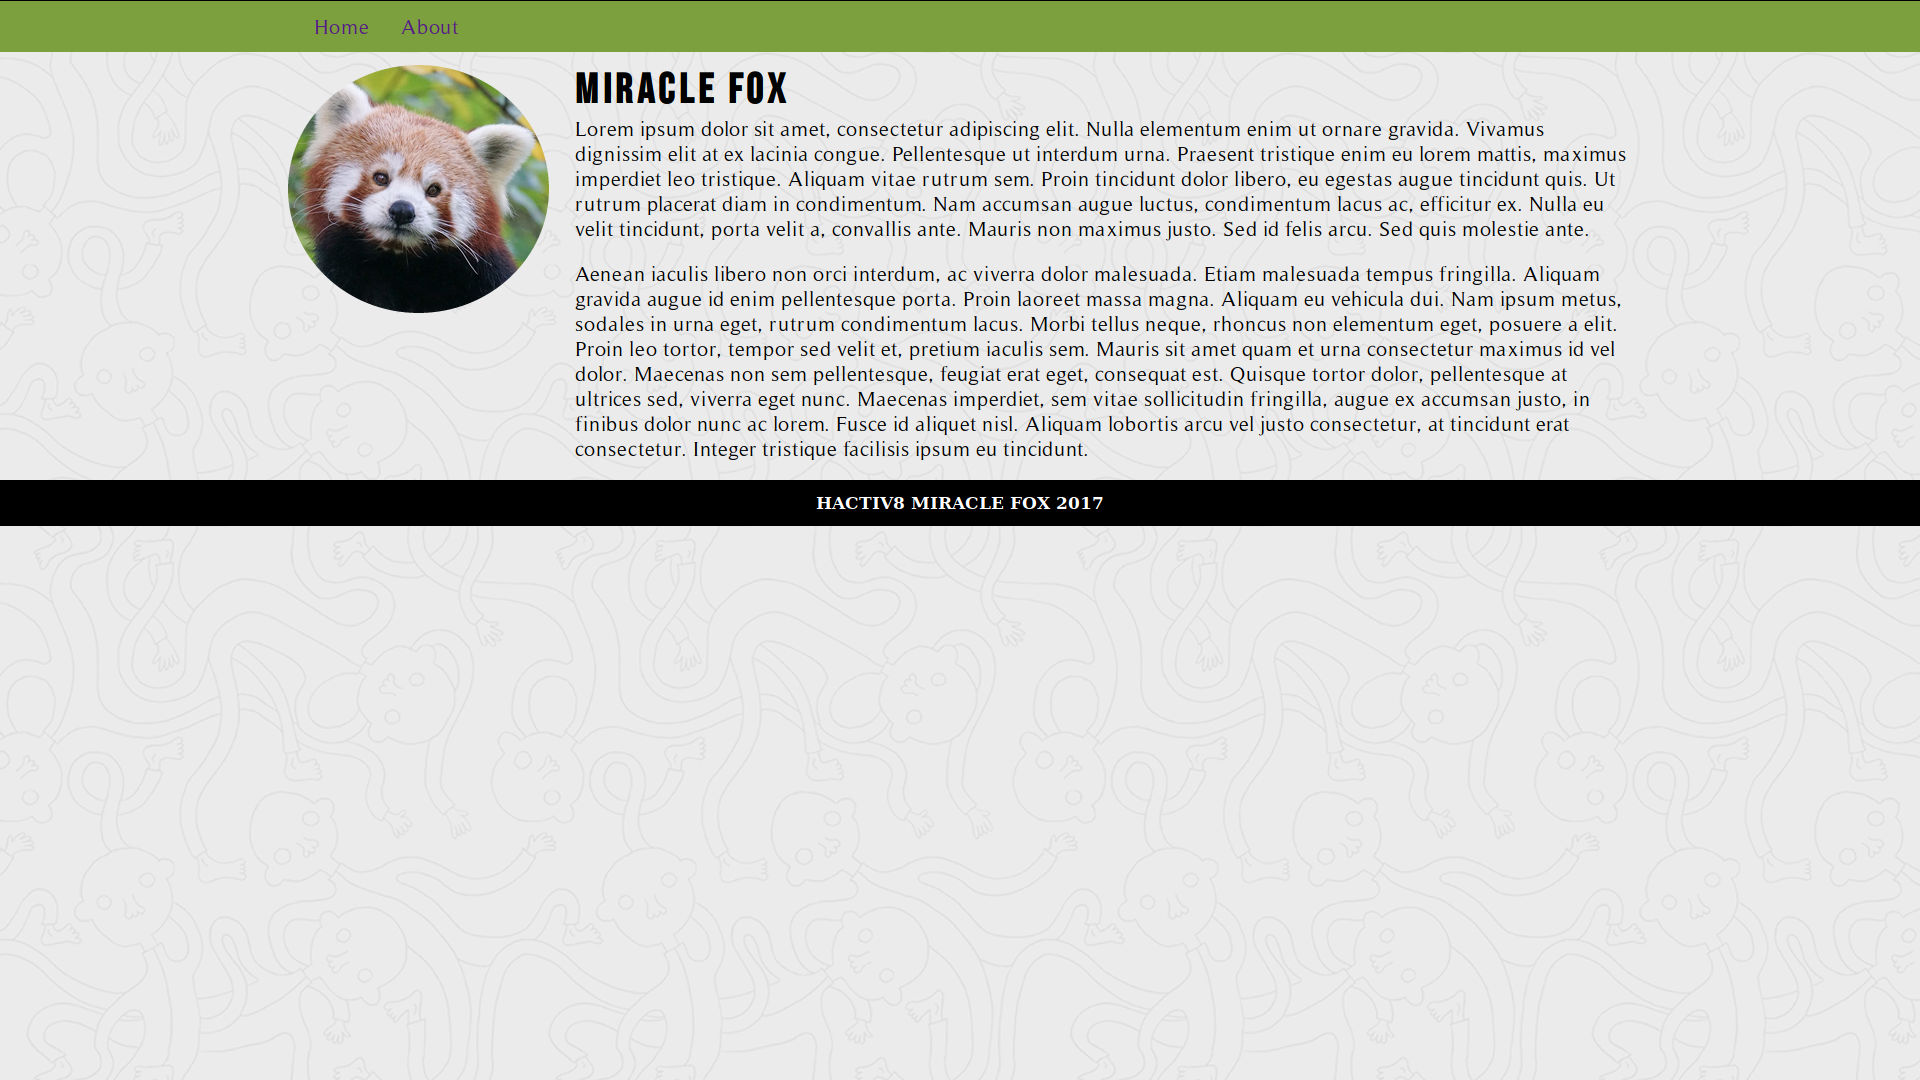 Home About
MIRACLE FOX
Lorem ipsum dolor sit amet, consectetur adipiscing elit. Nulla elementum enim ut ornare gravida. Vivamus
dignissim elit at ex lacinia congue. Pellentesque ut interdum urna. Praesent tristique enim eu lorem mattis, maximus
imperdiet leo tristique. Aliquam vitae rutrum sem. Proin tincidunt dolor libero, eu egestas augue tincidunt quis. Ut
rutrum placerat diam in condimentum. Nam accumsan augue luctus, condimentum lacus ac, efficitur ex. Nulla eu
velit tincidunt, porta velit a, convallis ante. Mauris non maximus justo. Sed id felis arcu. Sed quis molestie ante.
Aenean iaculis libero non orci interdum, ac viverra dolor malesuada. Etiam malesuada tempus fringilla. Aliquam
gravida augue id enim pellentesque porta. Proin laoreet massa magna. Aliquam eu vehicula dui. Nam ipsum metus,
sodales in urna eget, rutrum condimentum lacus. Morbi tellus neque, rhoncus non elementum eget, posuere a elit.
Proin leo tortor, tempor sed velit et, pretium iaculis sem. Mauris sit amet quam et urna consectetur maximus id vel
dolor. Maecenas non sem pellentesque, feugiat erat eget, consequat est. Quisque tortor dolor, pellentesque at
ultrices sed, viverra eget nunc. Maecenas imperdiet, sem vitae sollicitudin fringilla, augue ex accumsan justo, in
finibus dolor nunc ac lorem. Fusce id aliquet nisl. Aliquam lobortis arcu vel justo consectetur, at tincidunt erat
consectetur. Integer tristique facilisis ipsum eu tincidunt.
HACTIV8 MIRACLE FOX 2017